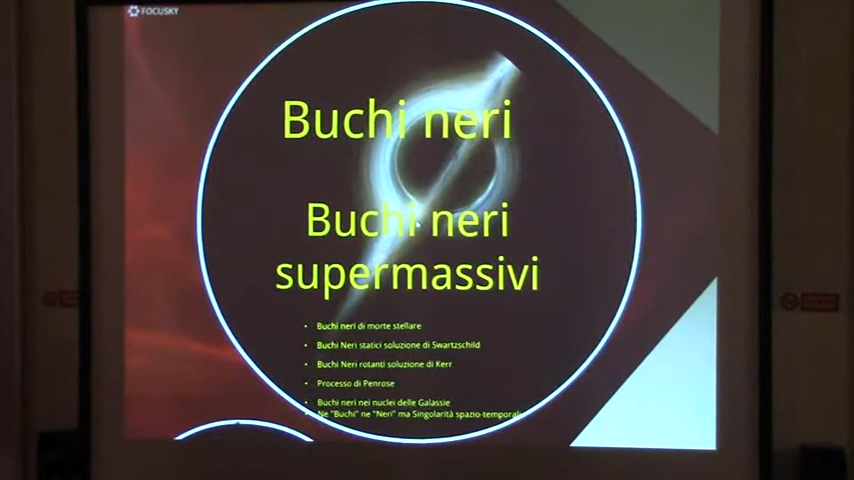 FOCUSKY
Buchi neri
Buchi neri
supermassivi
• Buchi neri di morte stellare
• Buchi Neri statici soluzione di Swartzschild
• Buchi Neri rotanti soluzione di Kerr
• Processo di Penrose
• Buchi neri nei nuclei delle Galassie
• Ne "Buchi" ne "Neri" ma Singolarità spazio-temporali